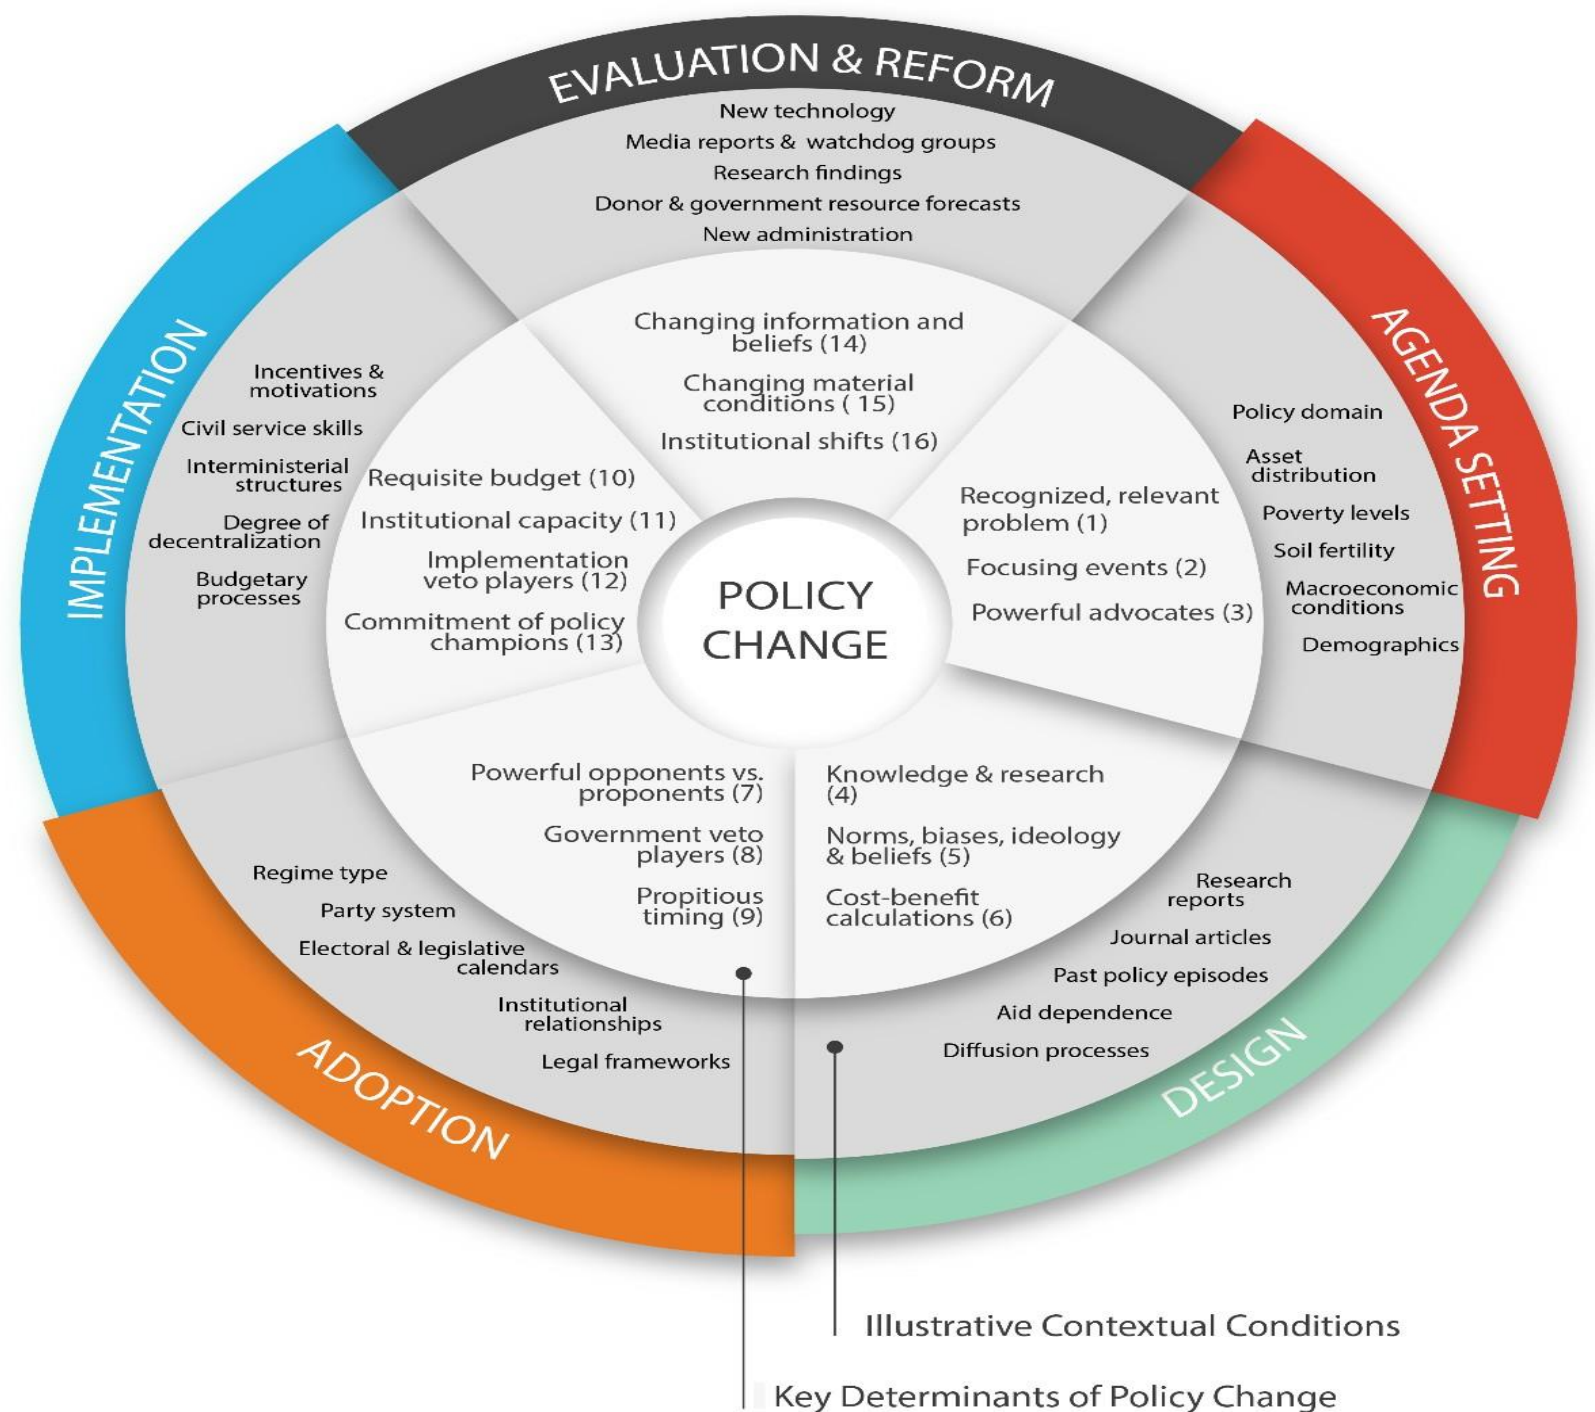 EVALUATION & REFORM
New technology
Media reports & watchdog groups
Research findings
Donor & government resource forecasts
New administration
Changing information and
beliefs (14)
Changing material
conditions ( 15)
Institutional shifts (16)
AGENDA SETTING
Policy domain
Asset
distribution
Poverty levels
Soil fertility
Macroeconomic
conditions
Demographics
Recognized, relevant
problem (1)
Focusing events (2)
Powerful advocates (3)
DESIGN
Research
reports
Journal articles
Past policy episodes
Aid dependence
Diffusion processes
Knowledge & research
(4)
Norms, biases, ideology
& beliefs (5)
Cost-benefit
calculations (6)
ADOPTION
Regime type
Party system
Electoral & legislative
calendars
Institutional
relationships
Legal frameworks
Powerful opponents vs.
proponents (7)
Government veto
players (8)
Propitious
timing (9)
IMPLEMENTATION
Incentives &
motivations
Civil service skills
Interministerial
structures
Degree of
decentralization
Budgetary
processes
Requisite budget (10)
Institutional capacity (11)
Implementation
veto players (12)
Commitment of policy
champions (13)
POLICY
CHANGE
Illustrative Contextual Conditions
Key Determinants of Policy Change